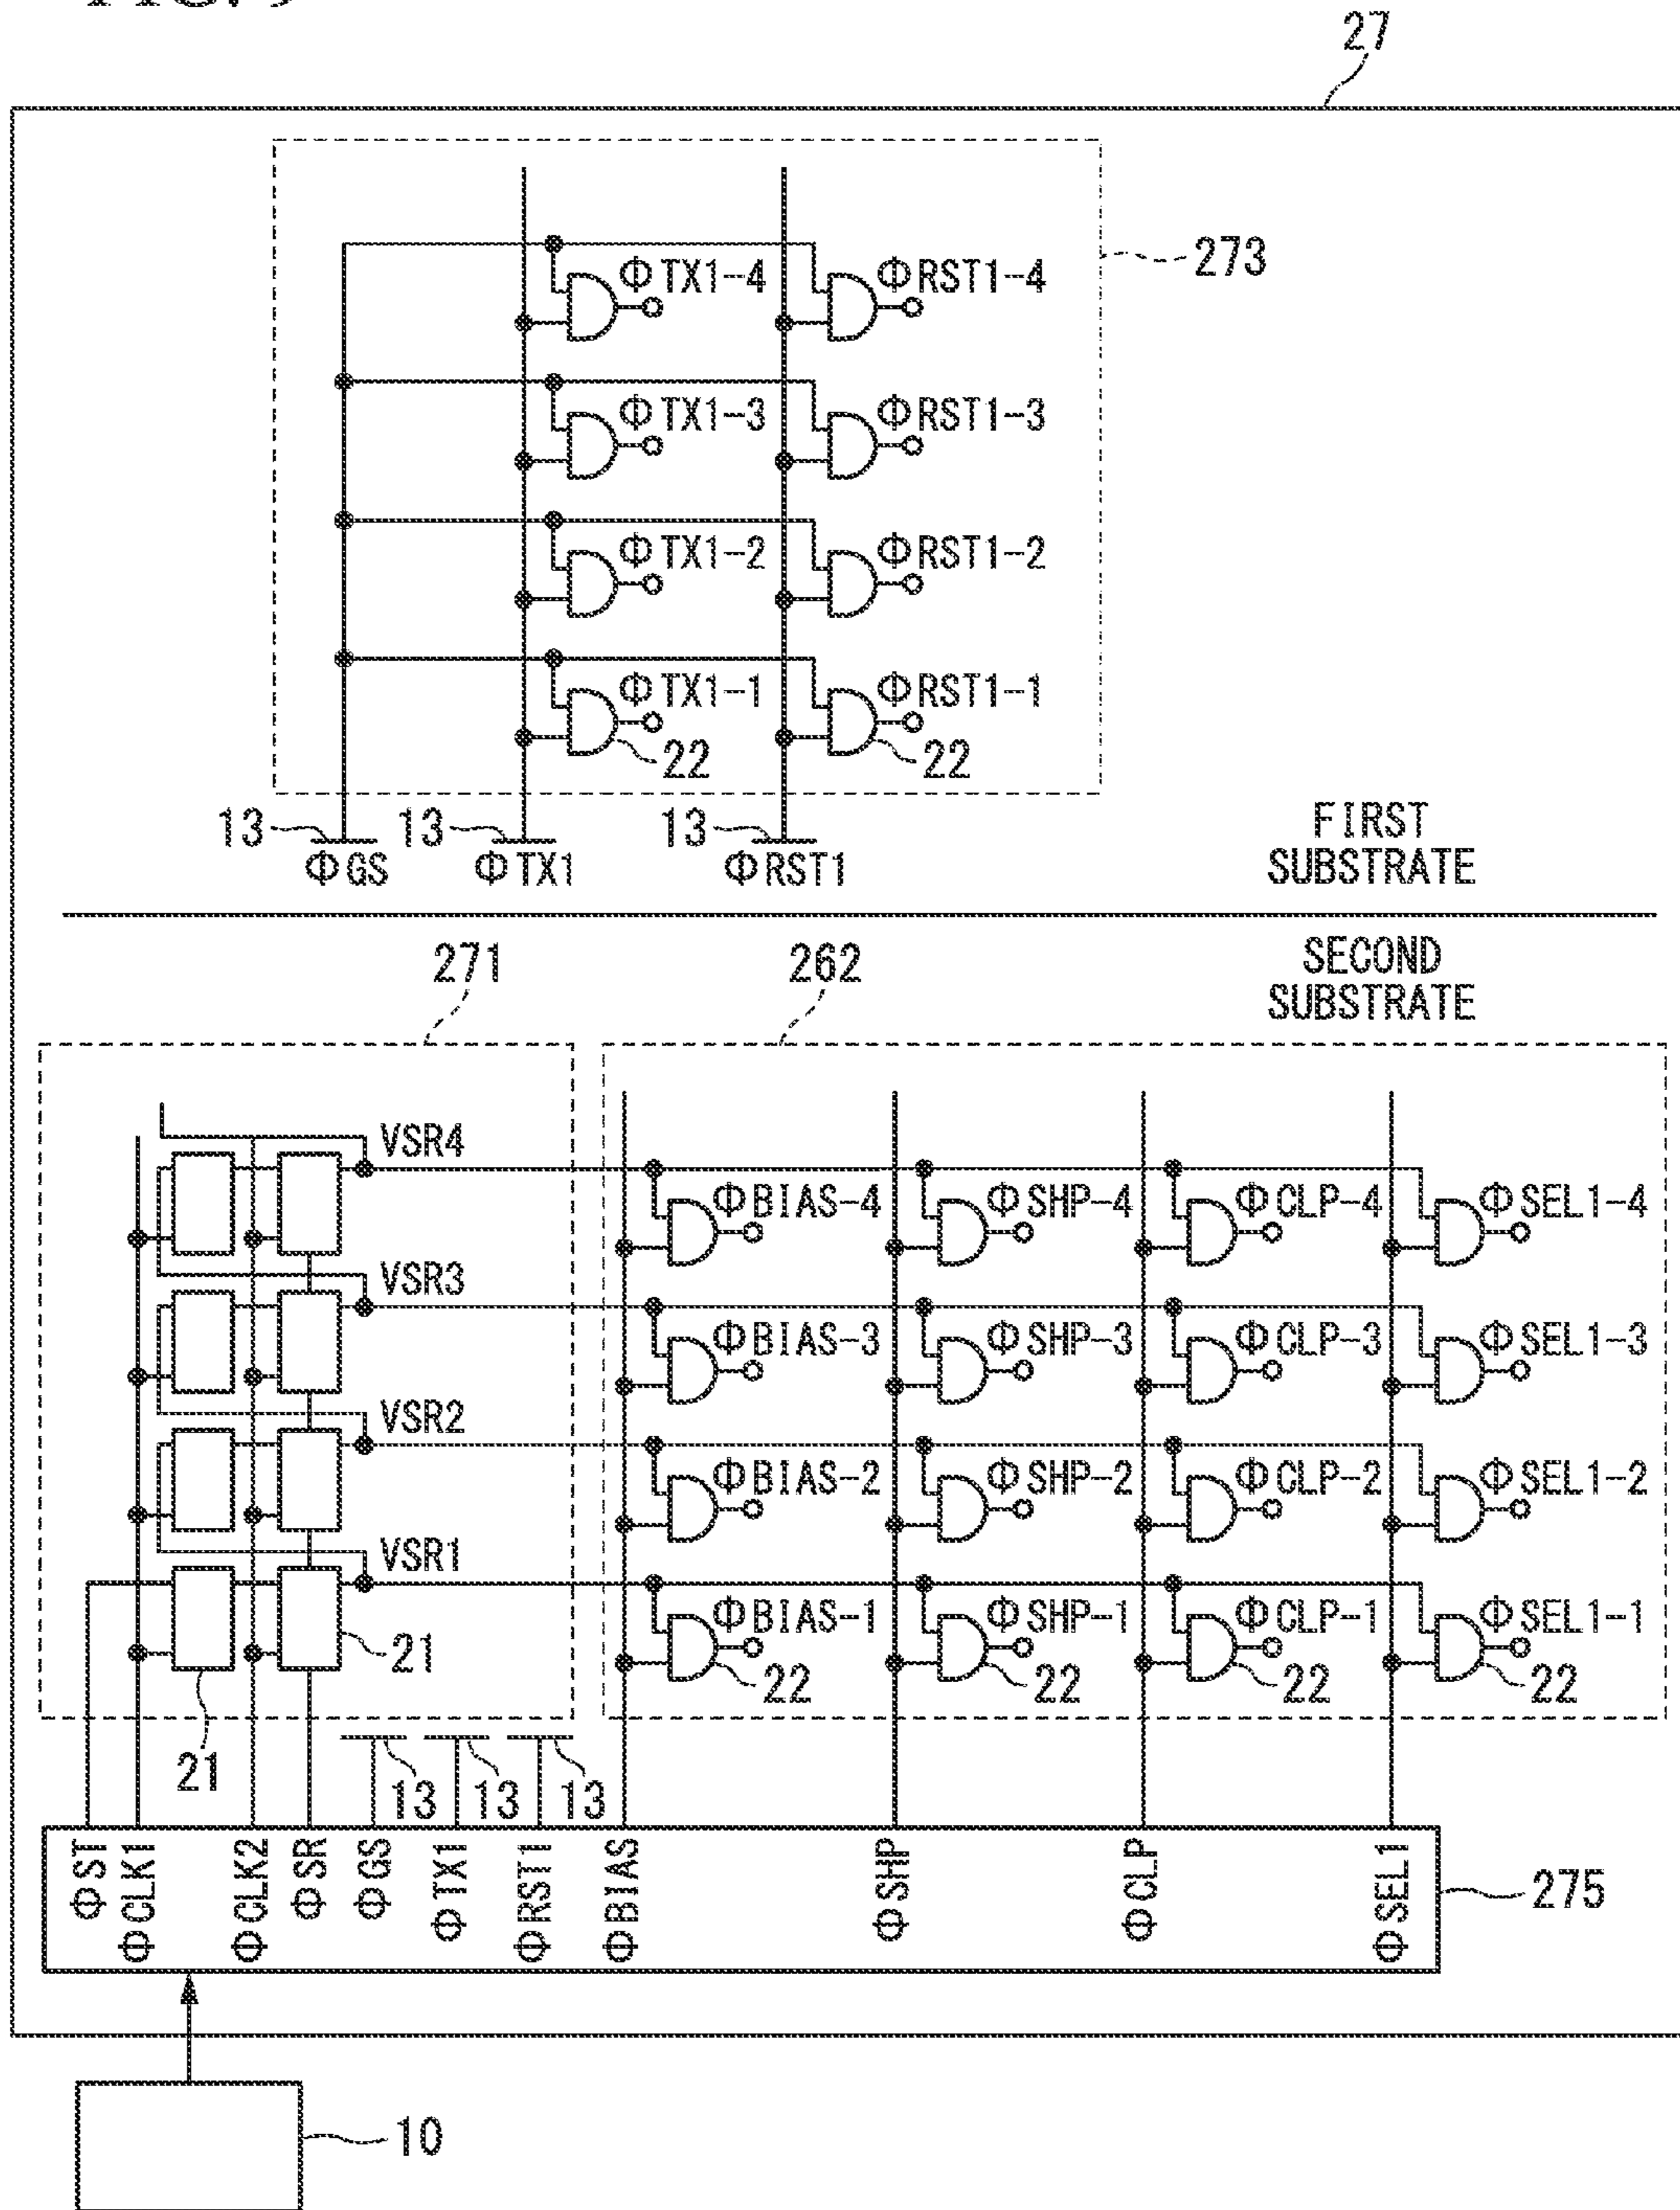 27
273
ΦTX1-4 ΦRST1-4
ΦTX1-3 ΦRST1-3
ΦTX1-2 ΦRST1-2
ΦTX1-1 ΦRST1-1
22 22
13 13 13
ΦGS ΦTX1 ΦRST1
FIRST
SUBSTRATE
SECOND
SUBSTRATE
271 262
VSR4
ΦBIAS-4 ΦSHP-4 ΦCLP-4 ΦSEL1-4
VSR3
ΦBIAS-3 ΦSHP-3 ΦCLP-3 ΦSEL1-3
VSR2
ΦBIAS-2 ΦSHP-2 ΦCLP-2 ΦSEL1-2
VSR1
ΦBIAS-1 ΦSHP-1 ΦCLP-1 ΦSEL1-1
21 22 22 22 22
21 13 13 13
ΦST ΦCLK1 ΦCLK2 ΦSR ΦGS ΦTX1 ΦRST1 ΦBIAS ΦSHP ΦCLP ΦSEL1
275
10